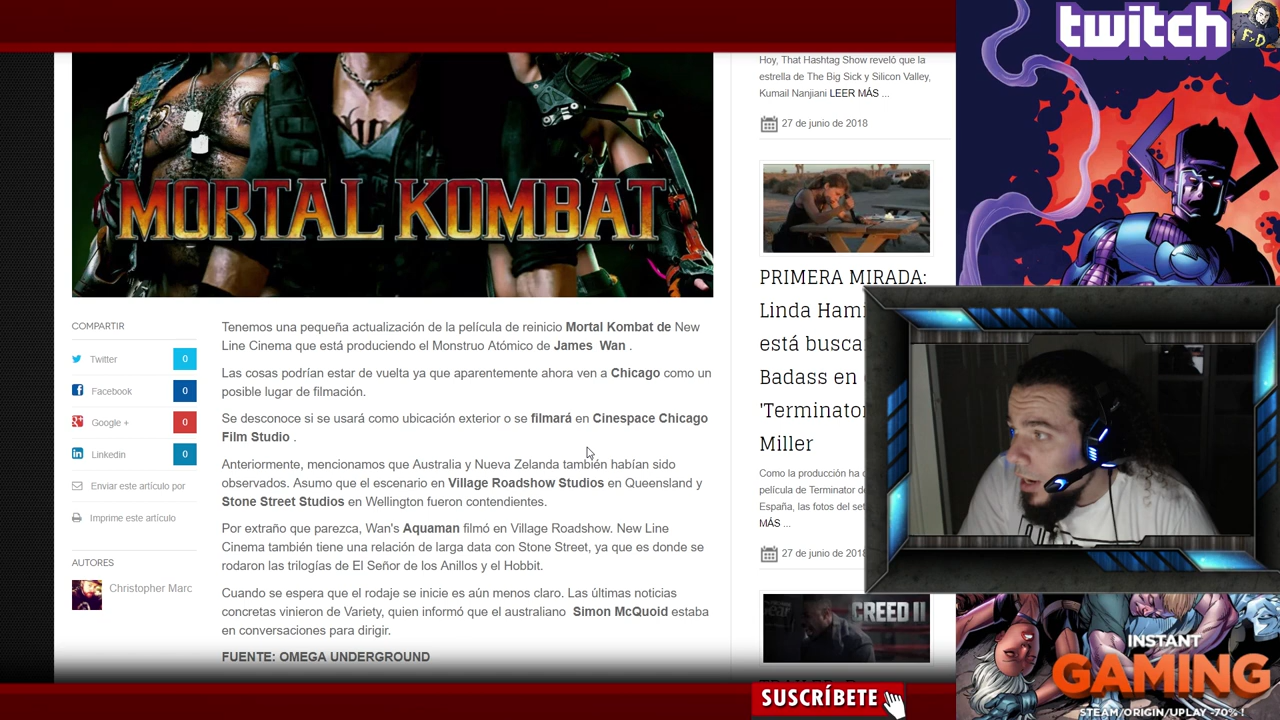 twitch
F&D
Hoy, That Hashtag Show reveló que la
estrella de The Big Sick y Silicon Valley,
Kumail Nanjiani LEER MÁS ...
27 de junio de 2018
MORTAL KOMBAT
PRIMERA MIRADA:
Linda Hami
está busca
Badass en
'Terminator
Miller
Como la producción ha c
película de Terminator de
España, las fotos del set
MÁS ...
27 de junio de 2018
CREED II
COMPARTIR
Twitter 0
Facebook 0
Google + 0
Linkedin 0
Enviar este artículo por
Imprime este artículo
AUTORES
Christopher Marc
Tenemos una pequeña actualización de la película de reinicio Mortal Kombat de New
Line Cinema que está produciendo el Monstruo Atómico de James Wan .
Las cosas podrían estar de vuelta ya que aparentemente ahora ven a Chicago como un
posible lugar de filmación.
Se desconoce si se usará como ubicación exterior o se filmará en Cinespace Chicago
Film Studio .
Anteriormente, mencionamos que Australia y Nueva Zelanda también habían sido
observados. Asumo que el escenario en Village Roadshow Studios en Queensland y
Stone Street Studios en Wellington fueron contendientes.
Por extraño que parezca, Wan's Aquaman filmó en Village Roadshow. New Line
Cinema también tiene una relación de larga data con Stone Street, ya que es donde se
rodaron las trilogías de El Señor de los Anillos y el Hobbit.
Cuando se espera que el rodaje se inicie es aún menos claro. Las últimas noticias
concretas vinieron de Variety, quien informó que el australiano Simon McQuoid estaba
en conversaciones para dirigir.
FUENTE: OMEGA UNDERGROUND
SUSCRÍBETE
INSTANT
GAMING
STEAM/ORIGIN/UPLAY -70% !